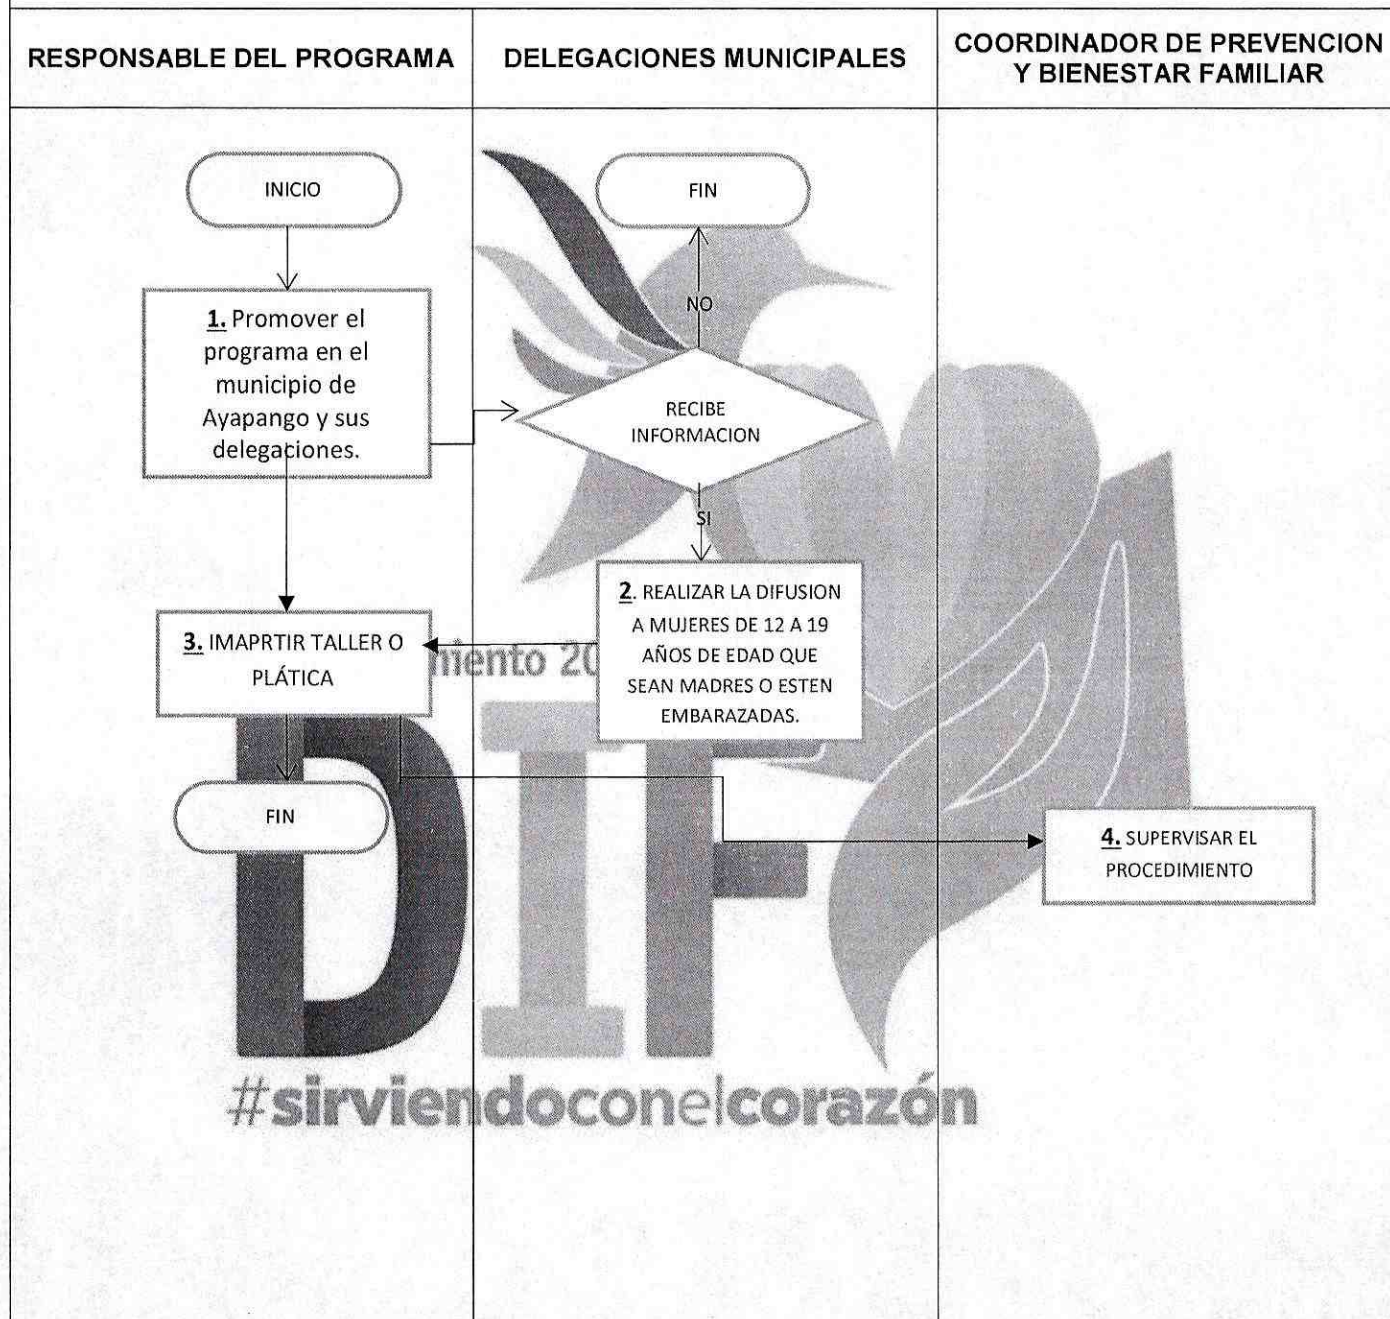 RESPONSABLE DEL PROGRAMA
DELEGACIONES MUNICIPALES
COORDINADOR DE PREVENCION
Y BIENESTAR FAMILIAR
INICIO
FIN
NO
1. Promover el
programa en el
municipio de
Ayapango y sus
delegaciones.
RECIBE
INFORMACION
SI
2. REALIZAR LA DIFUSION
A MUJERES DE 12 A 19
AÑOS DE EDAD QUE
SEAN MADRES O ESTEN
EMBARAZADAS.
3. IMAPRTIR TALLER O
PLÁTICA
FIN
4. SUPERVISAR EL
PROCEDIMIENTO
DIF
#sirviendoconelcorazón